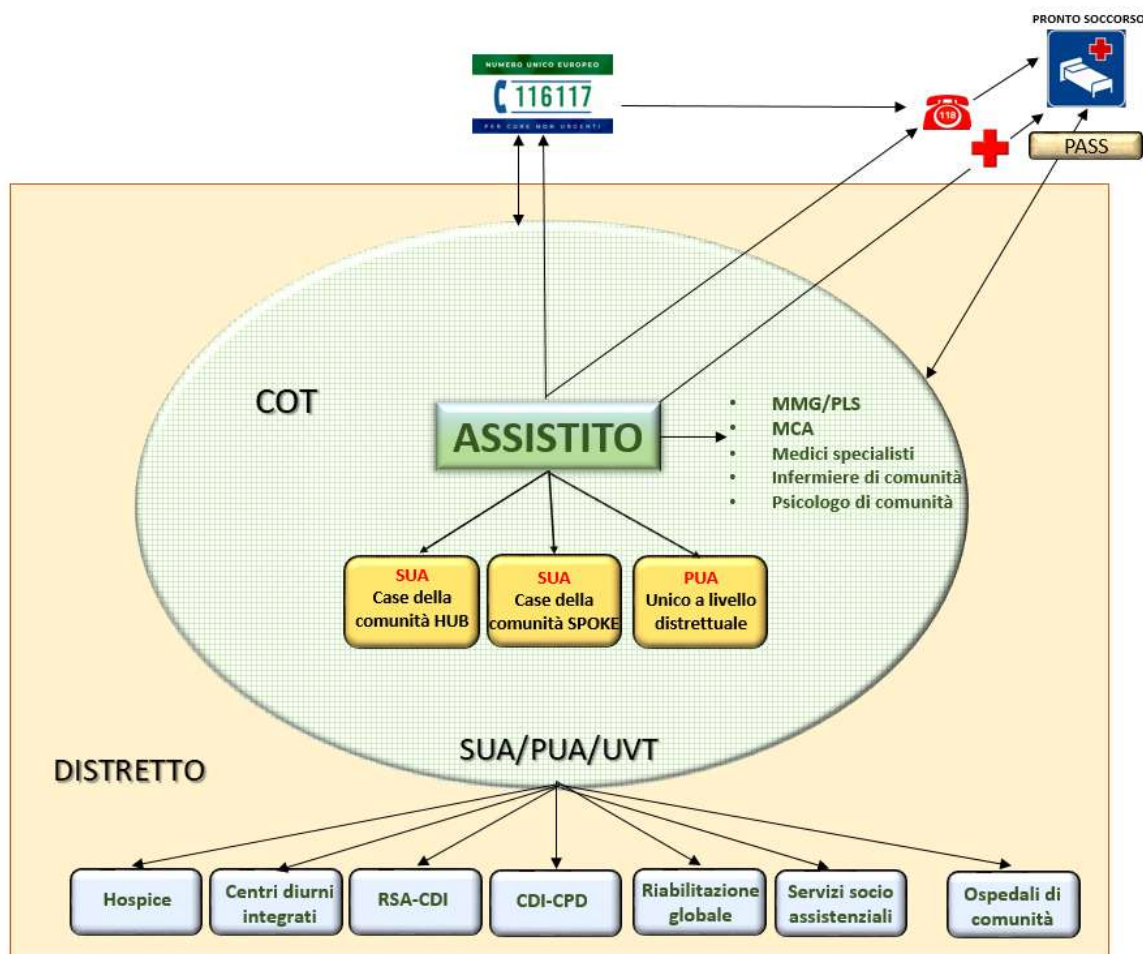 PRONTO SOCCORSO
NUMERO UNICO EUROPEO
116117
PER CURE NON URGENTI
118
PASS
COT
ASSISTITO
• MMG/PLS
• MCA
• Medici specialisti
• Infermiere di comunità
• Psicologo di comunità
SUA
Case della
comunità HUB
SUA
Case della
comunità SPOKE
PUA
Unico a livello
distrettuale
SUA/PUA/UVT
DISTRETTO
Hospice
Centri diurni
integrati
RSA-CDI
CDI-CPD
Riabilitazione
globale
Servizi socio
assistenziali
Ospedali di
comunità